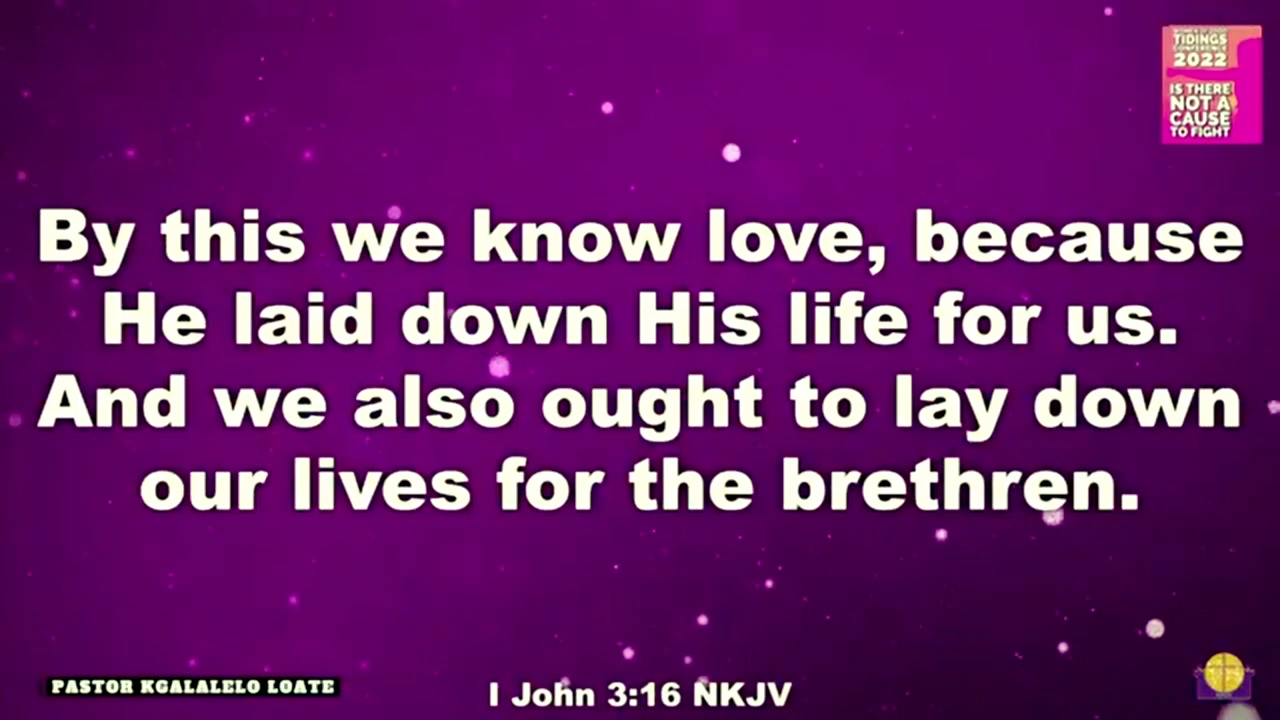 TIDINGS
CONFERENCE
2022
IS THERE
NOT A
CAUSE
TO FIGHT
By this we know love, because
He laid down His life for us.
And we also ought to lay down
our lives for the brethren.
PASTOR KGALALELO LOATE
I John 3:16 NKJV